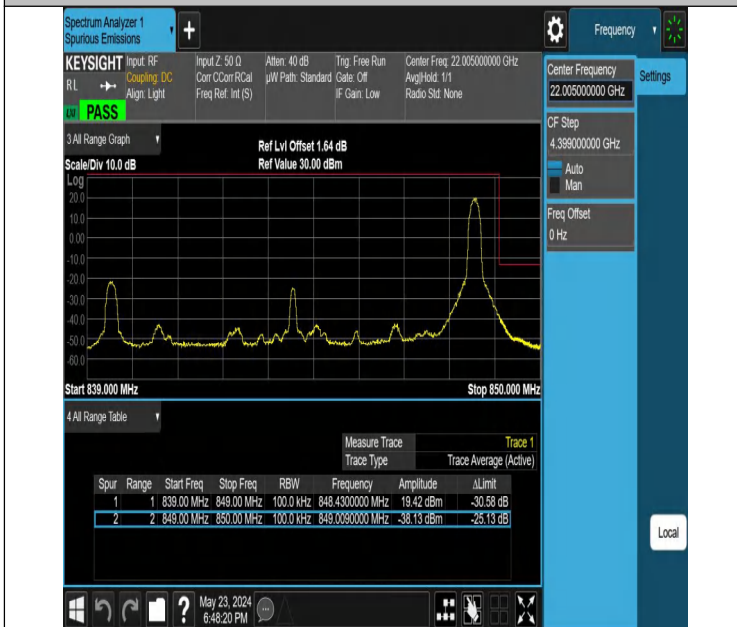 Spectrum Analyzer 1
Spurious Emissions
Frequency
KEYSIGHT
RL
Input: RF
Coupling: DC
Align: Light
Input Z: 50 Ω
Corr CCorr RCal
Freq Ref: Int (S)
Atten: 40 dB
µW Path: Standard
Trig: Free Run
Gate: Off
IF Gain: Low
Center Freq: 22.005000000 GHz
Avg|Hold: 1/1
Radio Std: None
PASS
Center Frequency
22.005000000 GHz
Settings
CF Step
4.399000000 GHz
Auto
Man
Freq Offset
0 Hz
3 All Range Graph
Ref Lvl Offset 1.64 dB
Scale/Div 10.0 dB
Ref Value 30.00 dBm
Log
20.0
10.0
0.00
-10.0
-20.0
-30.0
-40.0
-50.0
-60.0
Start 839.000 MHz
Stop 850.000 MHz
4 All Range Table
Measure Trace Trace 1
Trace Type Trace Average (Active)
Spur Range Start Freq Stop Freq RBW Frequency Amplitude ΔLimit
1 1 839.00 MHz 849.00 MHz 100.0 kHz 848.4300000 MHz 19.42 dBm -30.58 dB
2 2 849.00 MHz 850.00 MHz 100.0 kHz 849.0090000 MHz -38.13 dBm -25.13 dB
Local
May 23, 2024
6:48:20 PM